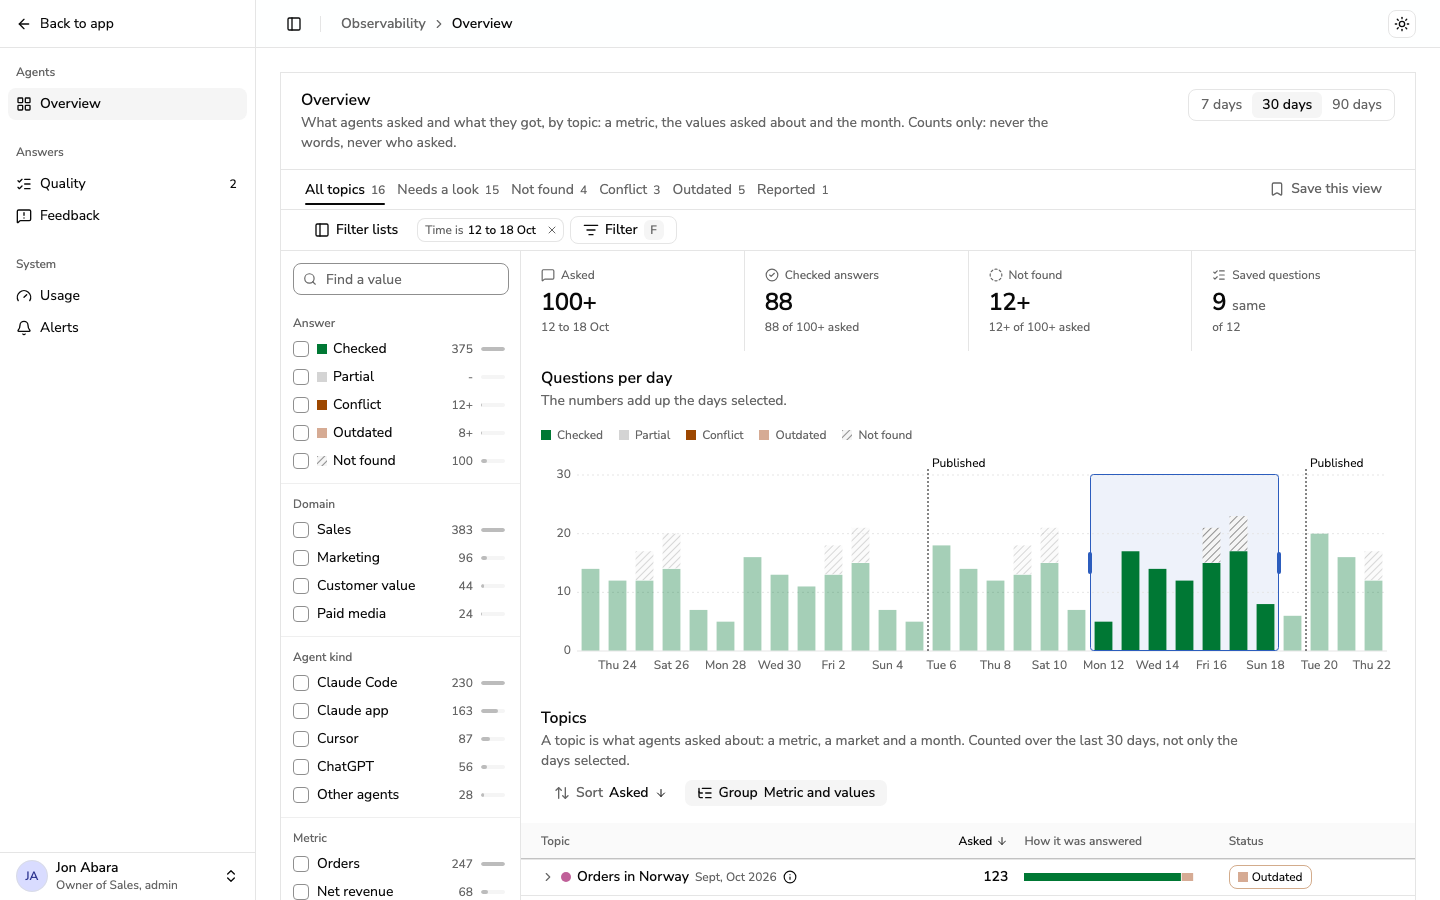 Back to app
Observability > Overview
Agents
Overview
Answers
Quality 2
Feedback
System
Usage
Alerts
JA
Jon Abara
Owner of Sales, admin
Overview
What agents asked and what they got, by topic: a metric, the values asked about and the month. Counts only: never the
words, never who asked.
7 days 30 days 90 days
All topics 16 Needs a look 15 Not found 4 Conflict 3 Outdated 5 Reported 1
Save this view
Filter lists Time is 12 to 18 Oct Filter F
Find a value
Answer
Checked 375
Partial -
Conflict 12+
Outdated 8+
Not found 100
Domain
Sales 383
Marketing 96
Customer value 44
Paid media 24
Agent kind
Claude Code 230
Claude app 163
Cursor 87
ChatGPT 56
Other agents 28
Metric
Orders 247
Net revenue 68
Asked
100+
12 to 18 Oct
Checked answers
88
88 of 100+ asked
Not found
12+
12+ of 100+ asked
Saved questions
9 same
of 12
Questions per day
The numbers add up the days selected.
Checked Partial Conflict Outdated Not found
Published Published
30
20
10
0
Thu 24 Sat 26 Mon 28 Wed 30 Fri 2 Sun 4 Tue 6 Thu 8 Sat 10 Mon 12 Wed 14 Fri 16 Sun 18 Tue 20 Thu 22
Topics
A topic is what agents asked about: a metric, a market and a month. Counted over the last 30 days, not only the
days selected.
Sort Asked Group Metric and values
Topic Asked How it was answered Status
Orders in Norway Sept, Oct 2026 123 Outdated